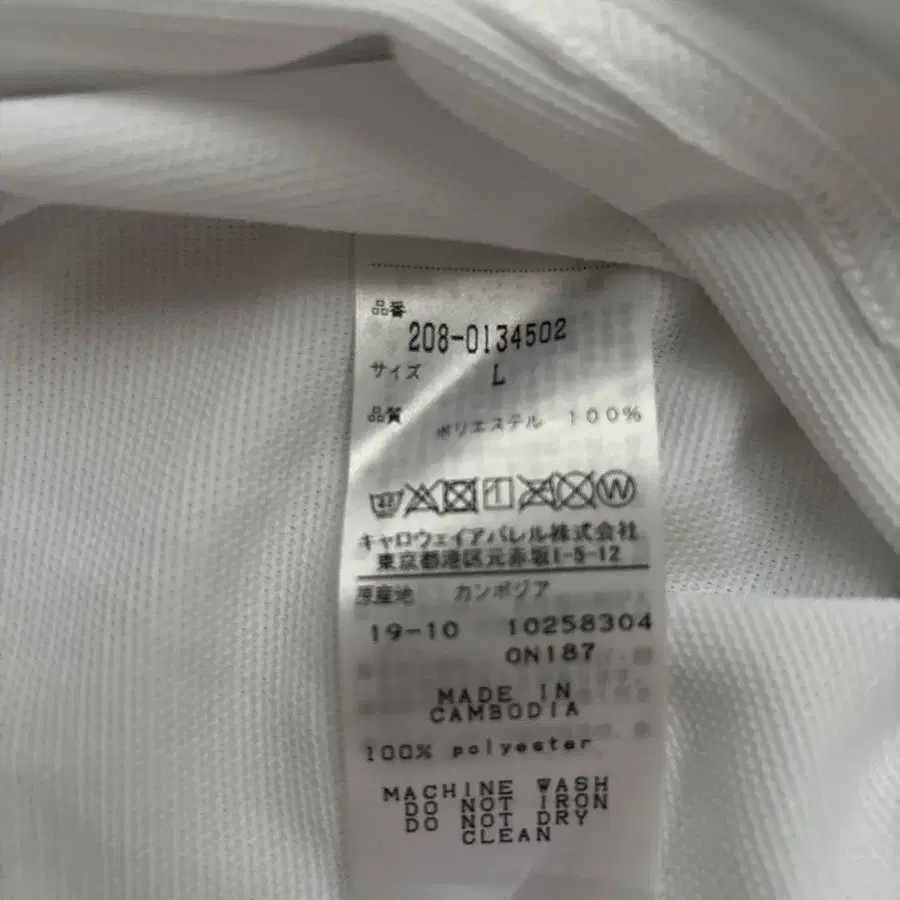 品番
208-0134502
サイズ L
品質 ポリエステル 100%
W
キャロウェイアパレル株式会社
東京都港区元赤坂1-5-12
原産地 カンボジア
19-10 10258304
0N187
MADE IN
CAMBODIA
100% polyester
MACHINE WASH
DO NOT IRON
DO NOT DRY
CLEAN